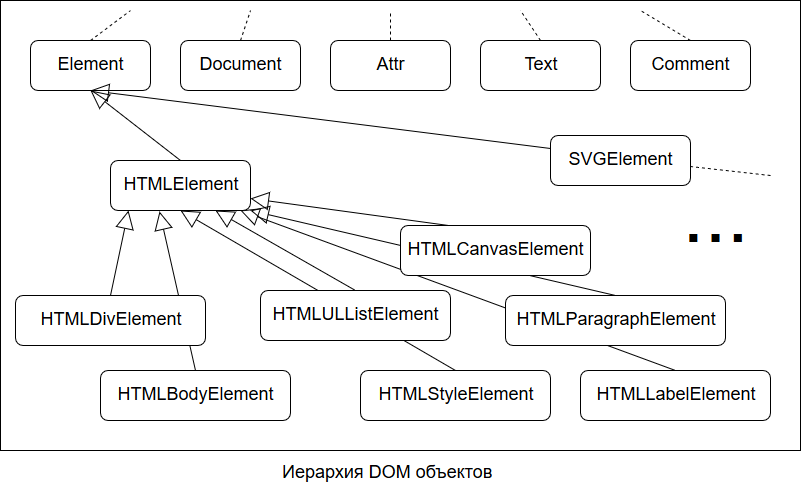 Element
Document
Attr
Text
Comment
SVGElement
HTMLElement
...
HTMLCanvasElement
HTMLDivElement
HTMLULListElement
HTMLParagraphElement
HTMLBodyElement
HTMLStyleElement
HTMLLabelElement
Иерархия DOM объектов